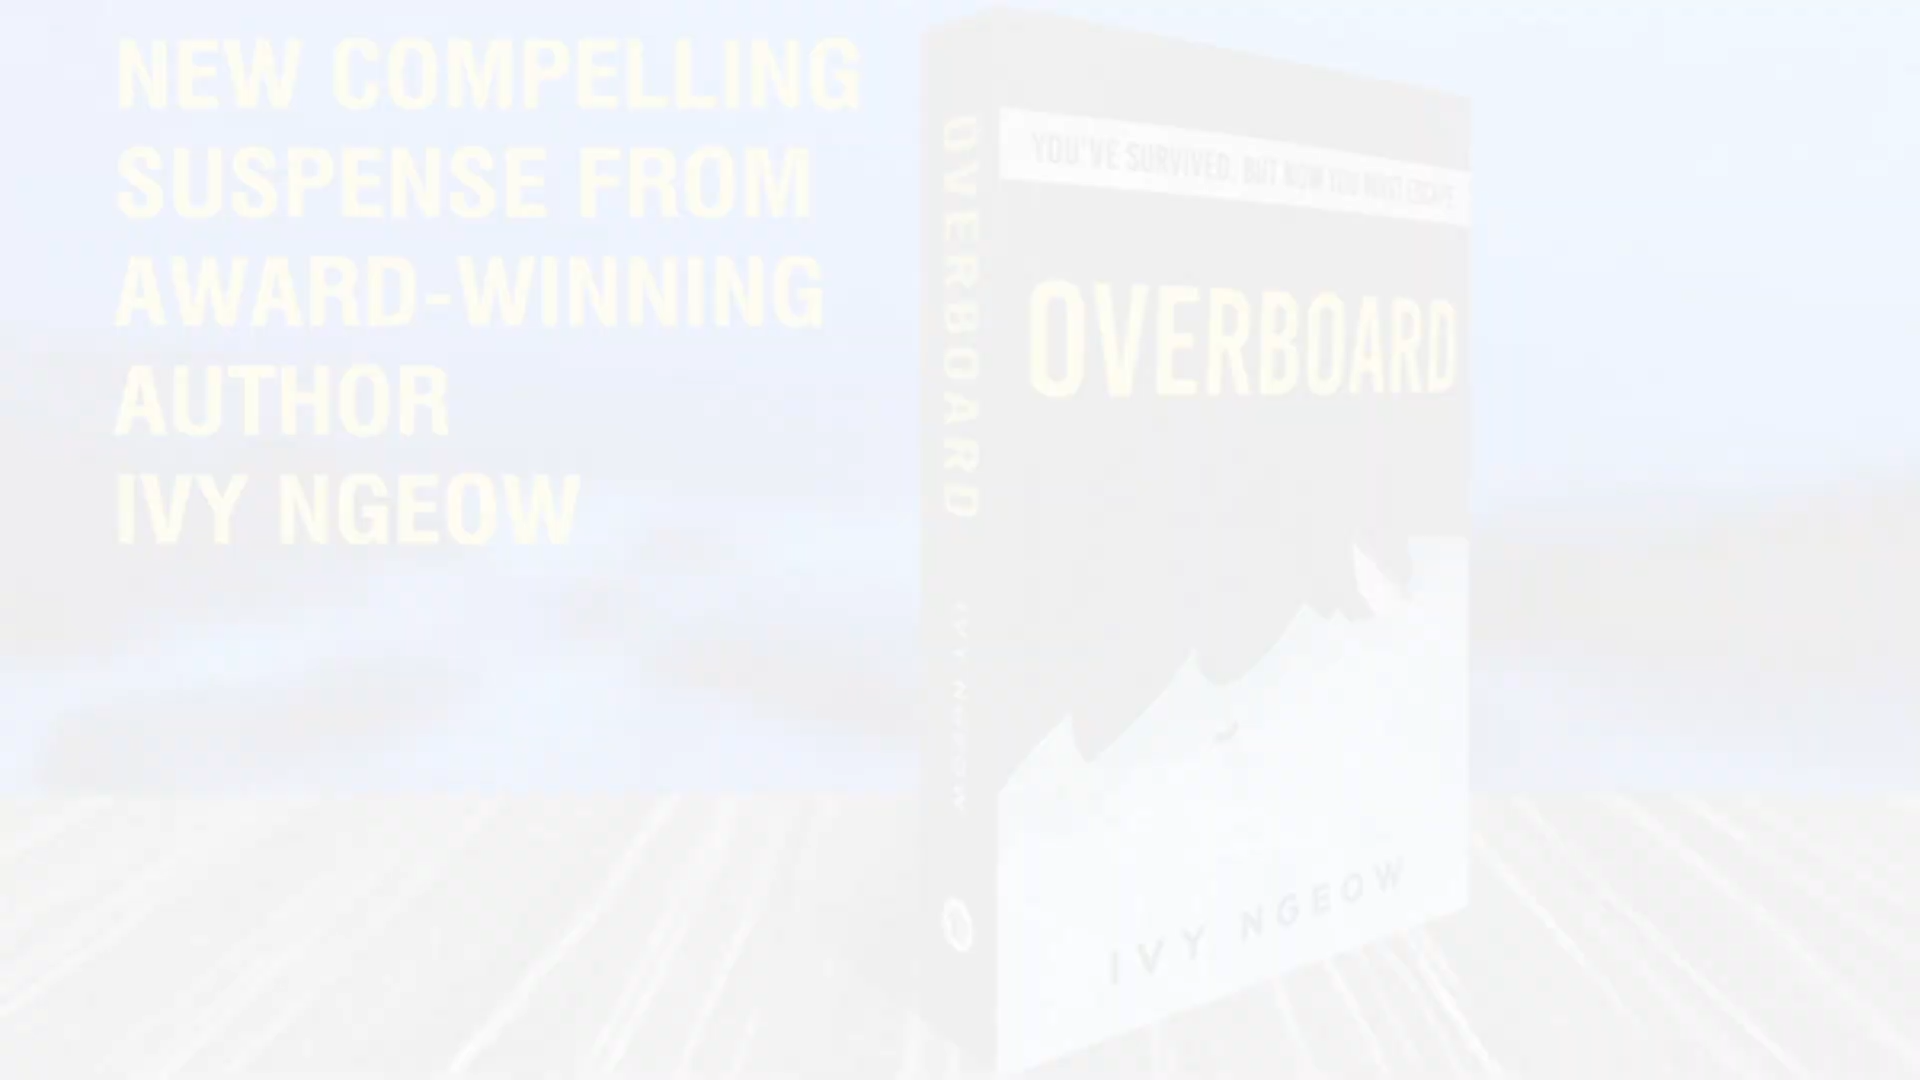 NEW COMPELLING
SUSPENSE FROM
AWARD-WINNING
AUTHOR
IVY NGEOW
OVERBOARD
IVY NGEOW
YOU'VE SURVIVED. BUT NOW YOU WON'T ESCAPE
OVERBOARD
IVY NGEOW